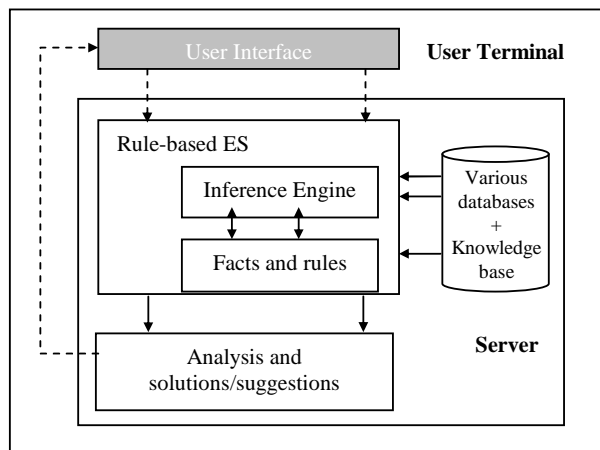 User Interface
User Terminal
Rule-based ES
Inference Engine
Facts and rules
Various
databases
+
Knowledge
base
Server
Analysis and
solutions/suggestions